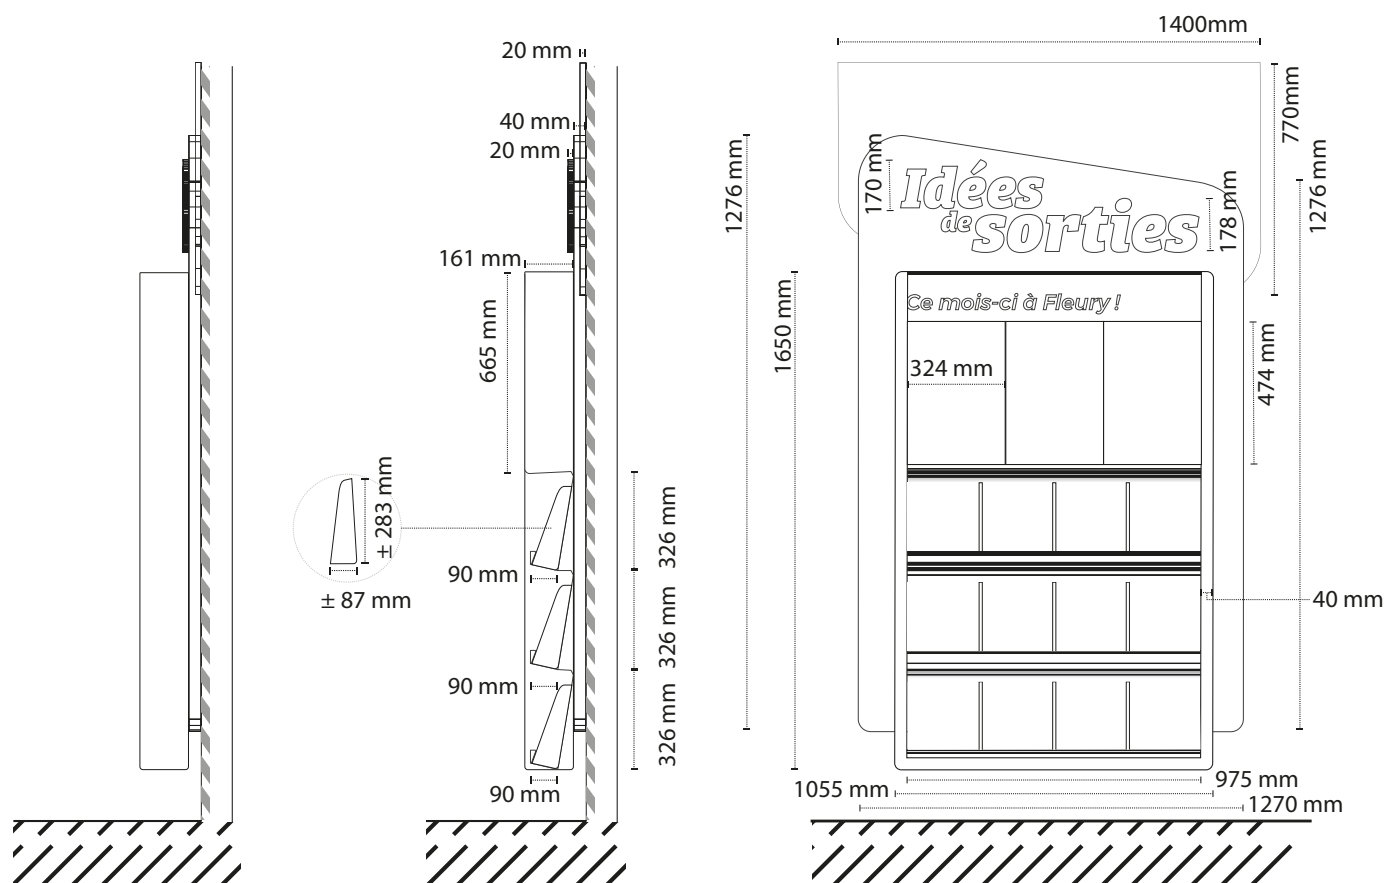 20 mm
40 mm
20 mm
161 mm
665 mm
± 283 mm
± 87 mm
90 mm
326 mm
326 mm
90 mm
326 mm
90 mm
1400mm
770mm
1276 mm
170 mm
Idées
de sorties
178 mm
1276 mm
1650 mm
Ce mois-ci à Fleury !
324 mm
474 mm
40 mm
975 mm
1055 mm
1270 mm